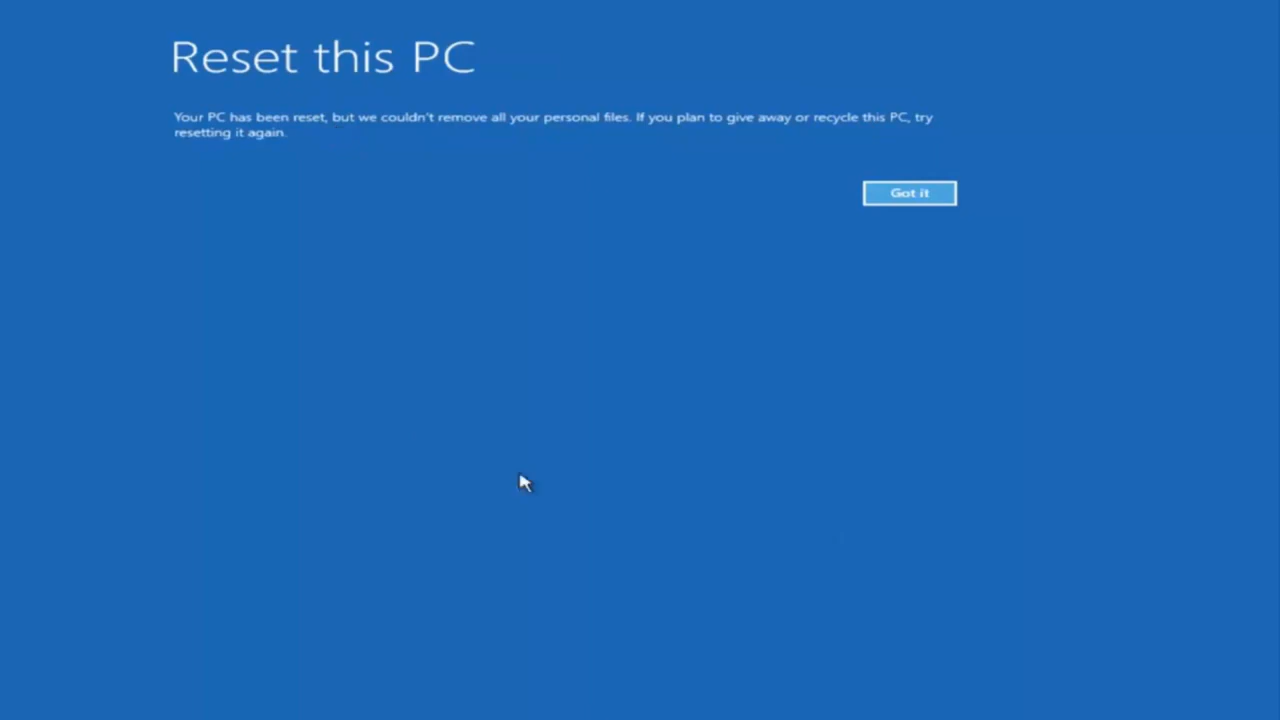 Reset this PC
Your PC has been reset, but we couldn't remove all your personal files. If you plan to give away or recycle this PC, try
resetting it again.
Got it